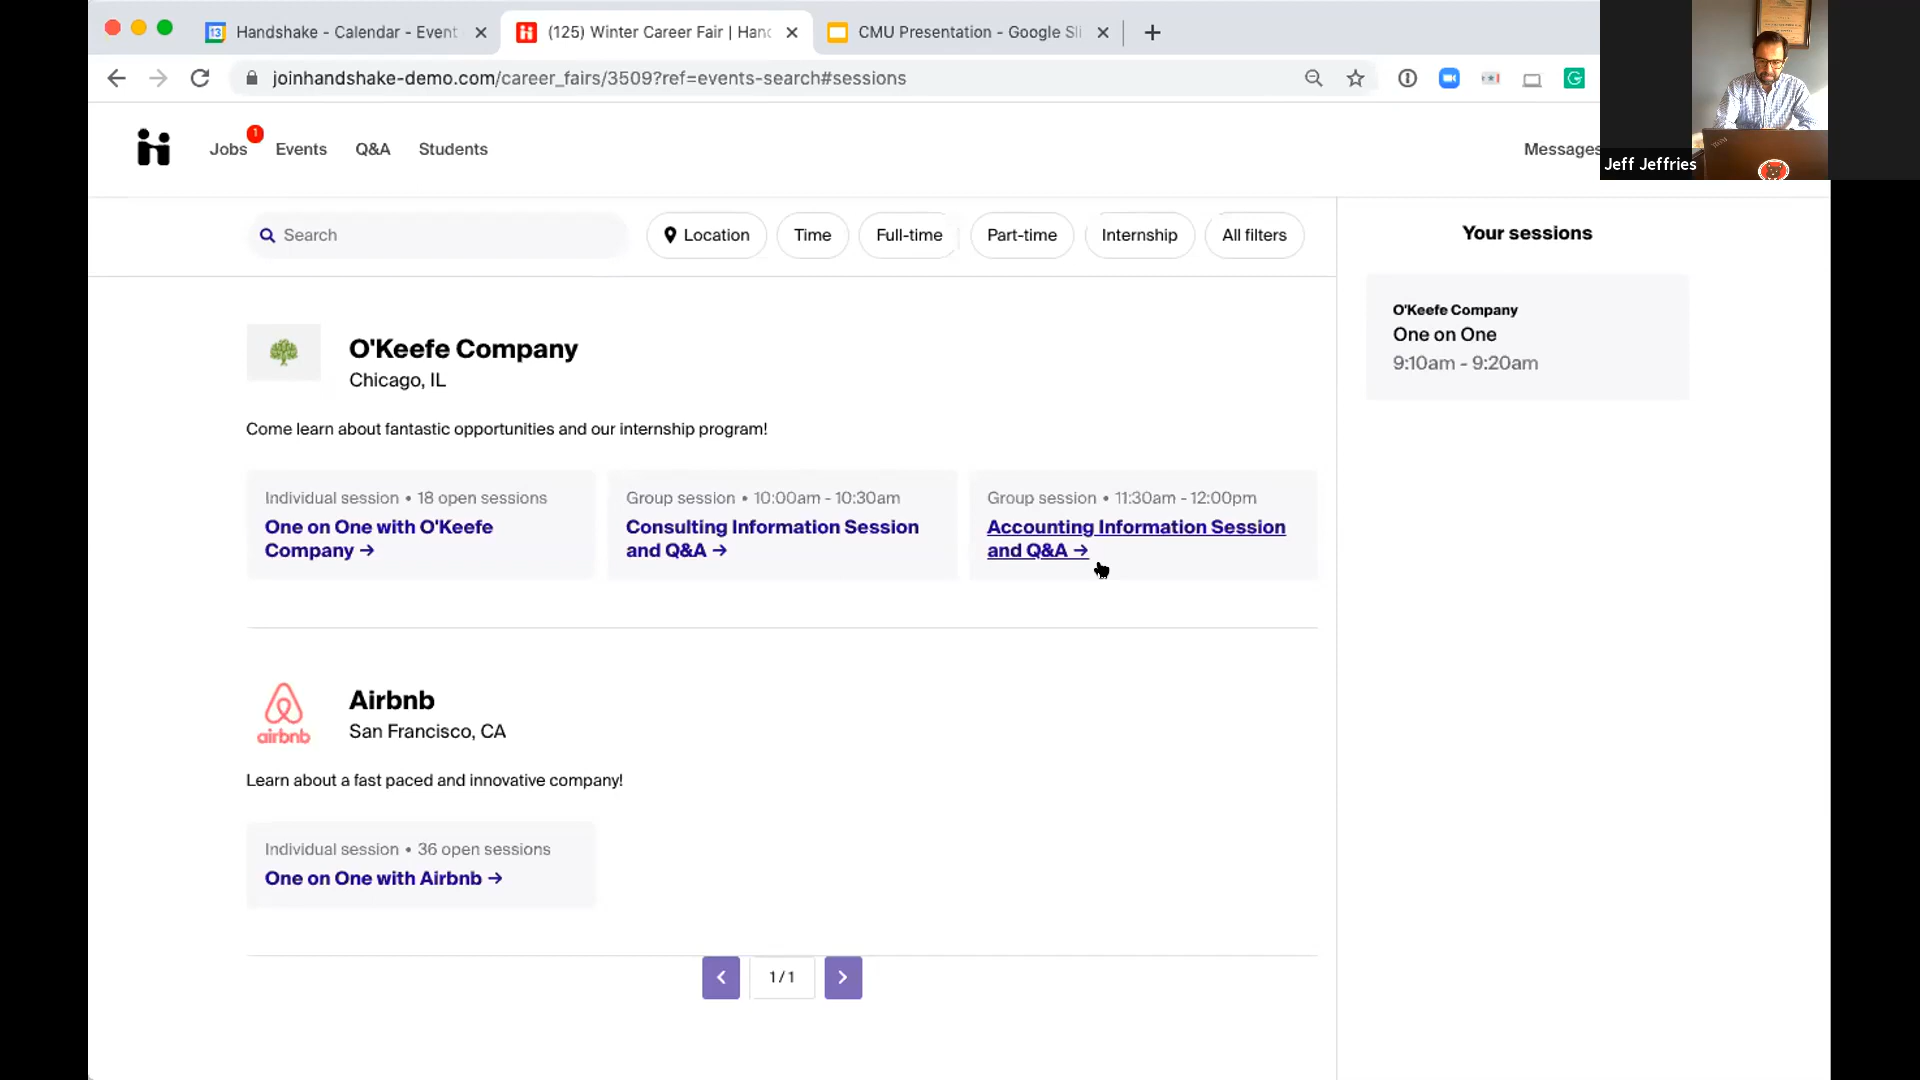 13
Handshake - Calendar - Event
(125) Winter Career Fair | Hand
CMU Presentation - Google Sli
joinhandshake-demo.com/career_fairs/3509?ref=events-search#sessions
Jobs
1
Events
Q&A
Students
Messages
Jeff Jeffries
Search
Location
Time
Full-time
Part-time
Internship
All filters
Your sessions
O'Keefe Company
One on One
9:10am - 9:20am
O'Keefe Company
Chicago, IL
Come learn about fantastic opportunities and our internship program!
Individual session • 18 open sessions
One on One with O'Keefe
Company →
Group session • 10:00am - 10:30am
Consulting Information Session
and Q&A →
Group session • 11:30am - 12:00pm
Accounting Information Session
and Q&A →
airbnb
Airbnb
San Francisco, CA
Learn about a fast paced and innovative company!
Individual session • 36 open sessions
One on One with Airbnb →
1 / 1